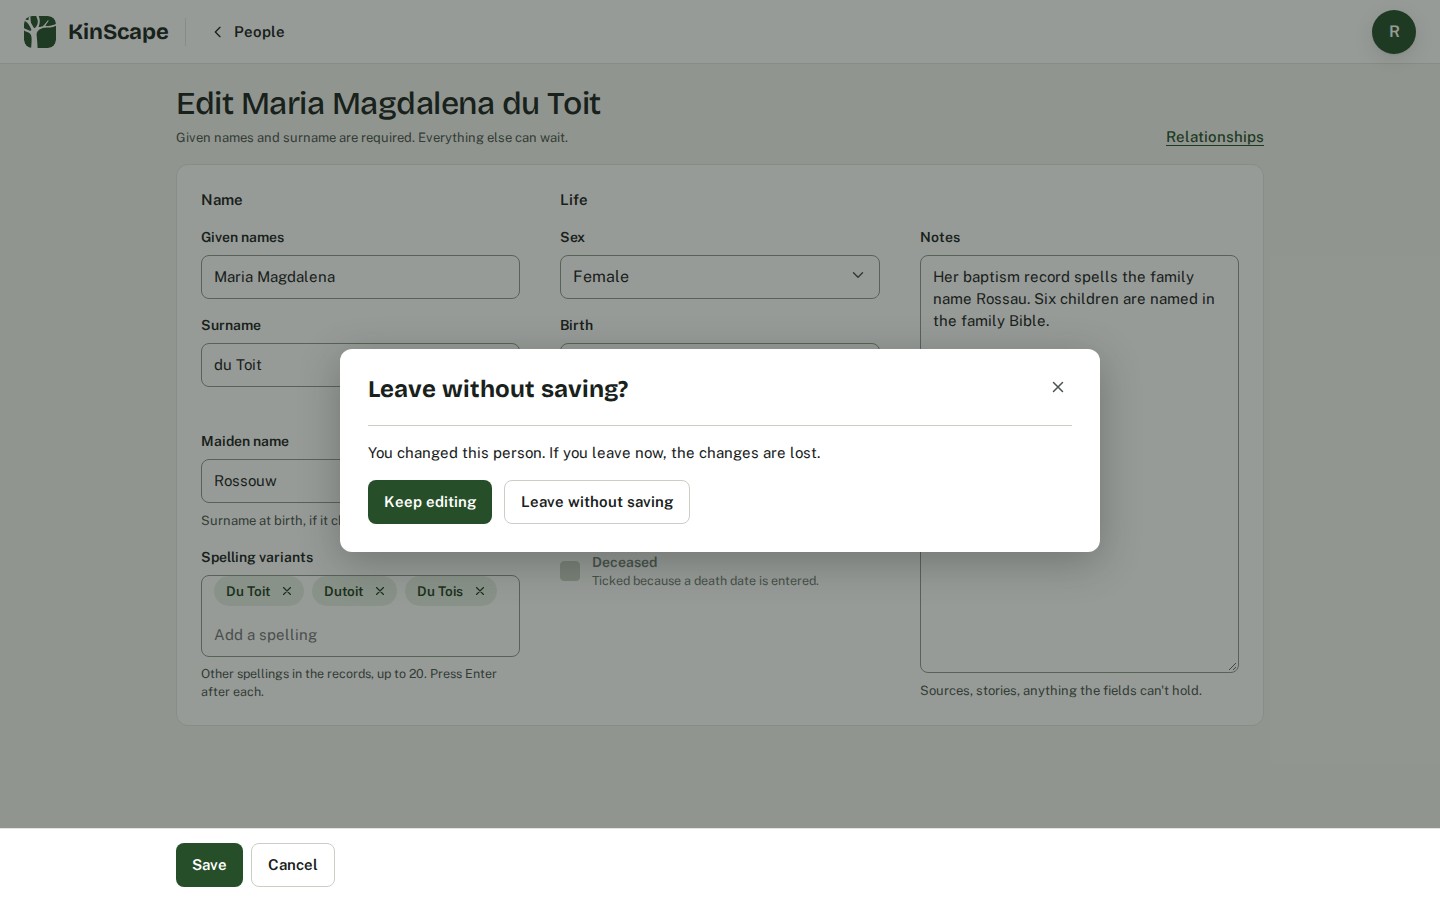 KinScape
People
R
Edit Maria Magdalena du Toit
Given names and surname are required. Everything else can wait.
Relationships
Name
Given names
Maria Magdalena
Surname
du Toit
Maiden name
Rossouw
Surname at birth, if it
Spelling variants
Du Toit
Dutoit
Du Tois
Add a spelling
Other spellings in the records, up to 20. Press Enter
after each.
Life
Sex
Female
Birth
Deceased
Ticked because a death date is entered.
Notes
Her baptism record spells the family
name Rossau. Six children are named in
the family Bible.
Sources, stories, anything the fields can't hold.
Leave without saving?
You changed this person. If you leave now, the changes are lost.
Keep editing
Leave without saving
Save
Cancel